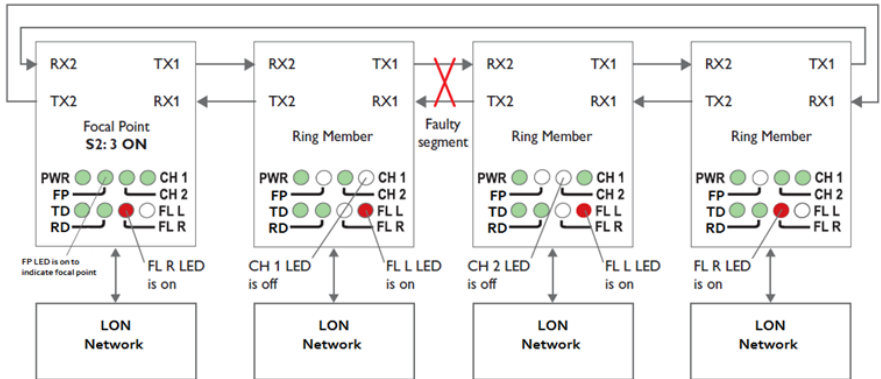 RX2 TX1
TX2 RX1
Focal Point
S2: 3 ON
PWR CH 1
FP CH 2
TD FL L
RD FL R
FP LED is on to
indicate focal point
FL R LED
is on
LON
Network
RX2 TX1
TX2 RX1
Ring Member
PWR CH 1
FP CH 2
TD FL L
RD FL R
CH 1 LED
is off
FL L LED
is on
LON
Network
Faulty
segment
RX2 TX1
TX2 RX1
Ring Member
PWR CH 1
FP CH 2
TD FL L
RD FL R
CH 2 LED
is off
FL L LED
is on
LON
Network
RX2 TX1
TX2 RX1
Ring Member
PWR CH 1
FP CH 2
TD FL L
RD FL R
FL R LED
is on
LON
Network